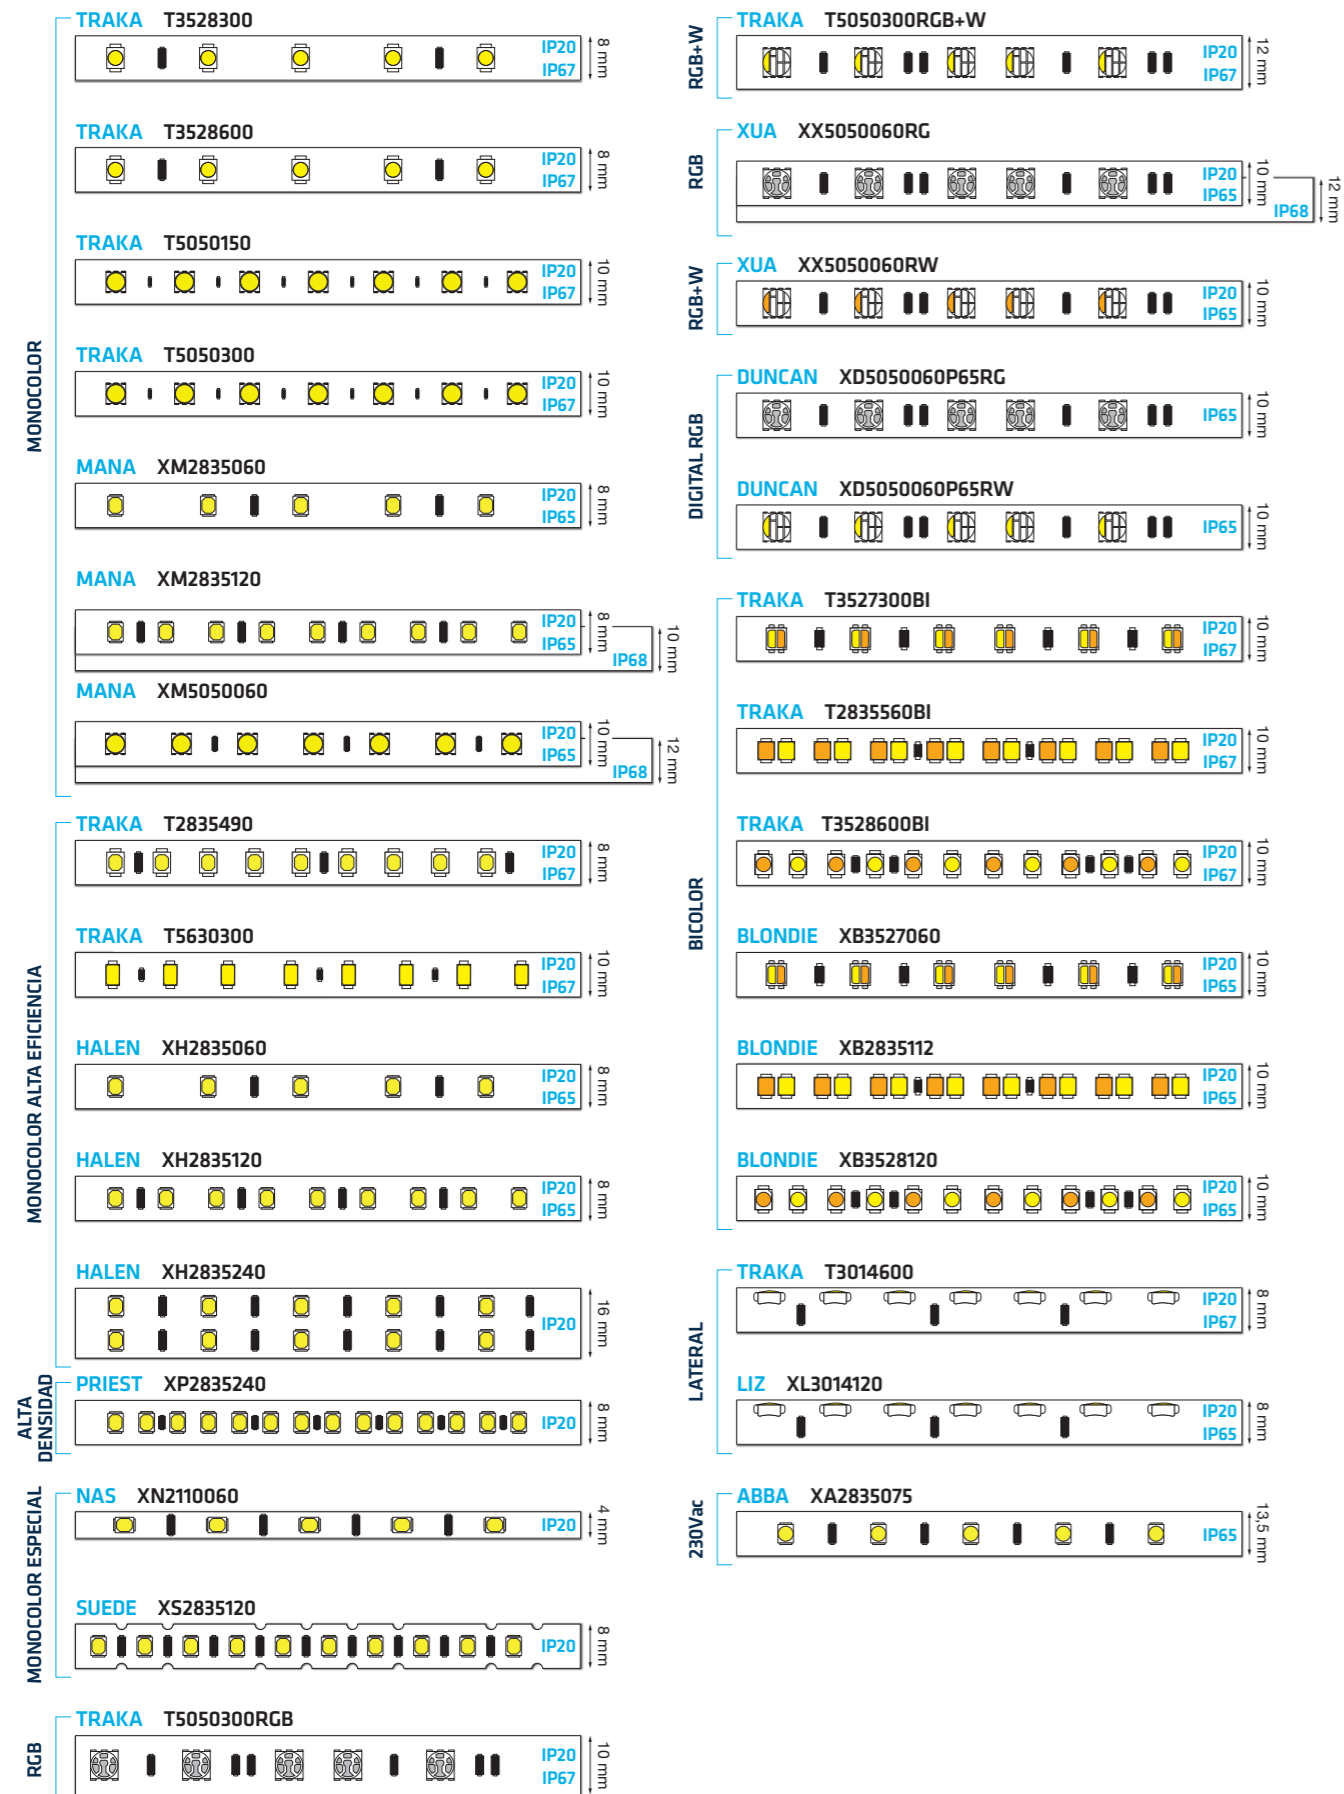 MONOCOLOR
TRAKA T3528300
IP20
IP67
8 mm
TRAKA T3528600
IP20
IP67
8 mm
TRAKA T5050150
IP20
IP67
10 mm
TRAKA T5050300
IP20
IP67
10 mm
MANA XM2835060
IP20
IP65
8 mm
MANA XM2835120
IP20
IP65
8 mm
IP68
10 mm
MANA XM5050060
IP20
IP65
10 mm
IP68
12 mm
MONOCOLOR ALTA EFICIENCIA
TRAKA T2835490
IP20
IP67
8 mm
TRAKA T5630300
IP20
IP67
10 mm
HALEN XH2835060
IP20
IP65
8 mm
HALEN XH2835120
IP20
IP65
8 mm
HALEN XH2835240
IP20
16 mm
ALTA
DENSIDAD
PRIEST XP2835240
IP20
8 mm
MONOCOLOR ESPECIAL
NAS XN2110060
IP20
4 mm
SUEDE XS2835120
IP20
8 mm
RGB
TRAKA T5050300RGB
IP20
IP67
10 mm
RGB+W
TRAKA T5050300RGB+W
IP20
IP67
12 mm
RGB
XUA XX5050060RG
IP20
IP65
10 mm
IP68
12 mm
RGB+W
XUA XX5050060RW
IP20
IP65
10 mm
DIGITAL RGB
DUNCAN XD5050060P65RG
IP65
10 mm
DUNCAN XD5050060P65RW
IP65
10 mm
BICOLOR
TRAKA T3527300BI
IP20
IP67
10 mm
TRAKA T2835560BI
IP20
IP67
10 mm
TRAKA T3528600BI
IP20
IP67
10 mm
BLONDIE XB3527060
IP20
IP65
10 mm
BLONDIE XB2835112
IP20
IP65
10 mm
BLONDIE XB3528120
IP20
IP65
10 mm
LATERAL
TRAKA T3014600
IP20
IP67
8 mm
LIZ XL3014120
IP20
IP65
8 mm
230Vac
ABBA XA2835075
IP65
13.5 mm